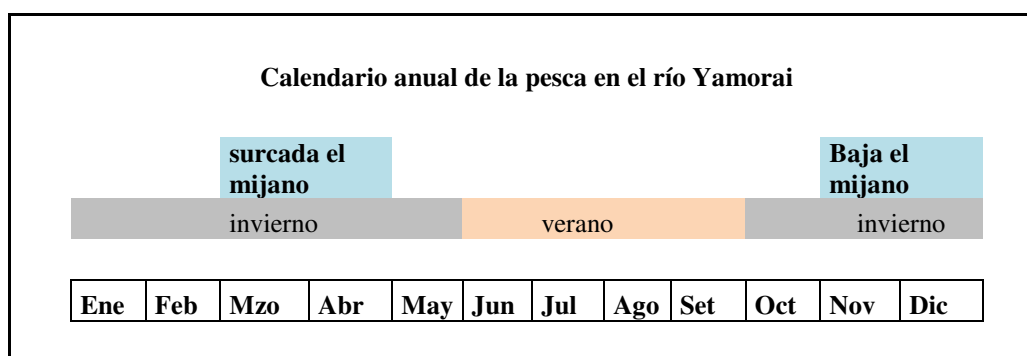 Calendario anual de la pesca en el río Yamorai
surcada el
mijano
Baja el
mijano
invierno verano invierno
Ene Feb Mzo Abr May Jun Jul Ago Set Oct Nov Dic